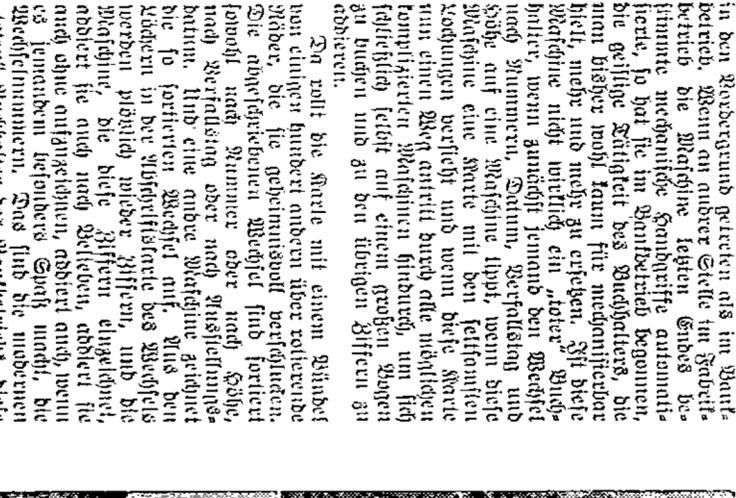 in den Vordergrund getreten als im Bank-
betrieb. Wenn an andrer Stelle im Fabrik-
betrieb die Maschine letzten Endes be-
stimmte mechanische Handgriffe automati-
sierte, so hat sie im Bankbetrieb begonnen,
die geistige Tätigkeit des Buchhalters, die
man bisher wohl kaum für mechanisierbar
hielt, mehr und mehr zu ersetzen. Ist diese
Maschine nicht wirklich ein „toter“ Buch-
halter, wenn zunächst jemand den Wechsel
nach Nummern, Datum, Verfalltag und
Höhe auf eine Maschine tippt, wenn diese
Maschine eine Karte mit den seltsamsten
Lochungen versieht und wenn diese Karte
nun einen Weg antritt durch alle möglichen
komplizierten Maschinen hindurch, um sich
schließlich selbst auf einem großen Bogen
zu buchen und zu den übrigen Ziffern zu
addieren.
Da rollt die Karte mit einem Bündel
von einigen hundert andern über rotierende
Räder, die sie geheimnisvoll verschlucken.
Die abgeschriebenen Wechsel sind sortiert
sowohl nach Nummer oder nach Höhe,
nach Verfalltag oder nach Ausstellungs-
datum. Und eine andre Maschine zeichnet
die so sortierten Wechsel auf. Aus den
Löchern in der Abschriftskarte des Wechsels
werden plötzlich wieder Ziffern, und die
Maschine, die diese Ziffern einzeichnet,
addiert sie auch nach Belieben, addiert sie
auch ohne aufzuzeichnen, addiert auch, wenn
es jemandem besonders Spaß macht, die
Wechselnummern. Das sind die modernen